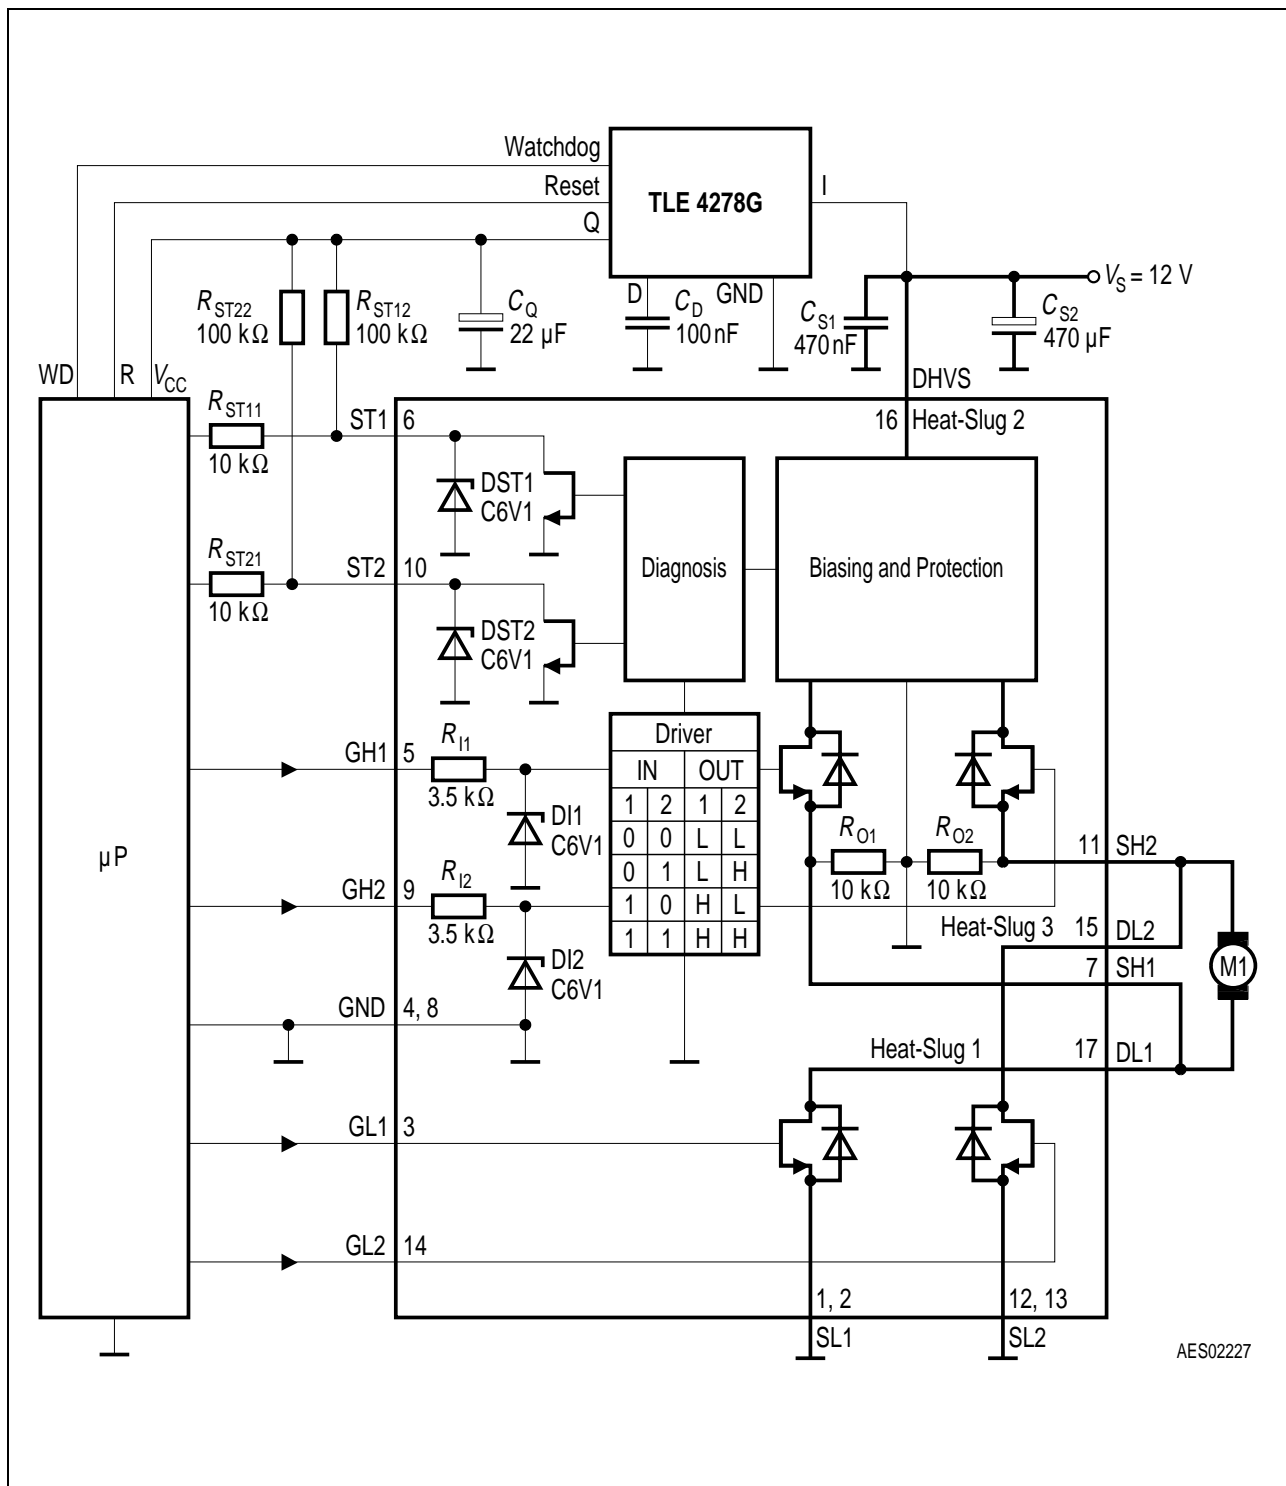 Watchdog
Reset
Q
TLE 4278G
I
D
GND
V_S = 12 V
R_ST22
100 kΩ
R_ST12
100 kΩ
C_Q
22 µF
C_D
100 nF
C_S1
470 nF
C_S2
470 µF
WD
R
V_CC
DHVS
R_ST11
10 kΩ
ST1
6
16
Heat-Slug 2
DST1
C6V1
R_ST21
10 kΩ
ST2
10
Diagnosis
Biasing and Protection
DST2
C6V1
µP
GH1
5
R_I1
3.5 kΩ
DI1
C6V1
Driver
IN OUT
1 2 1 2
0 0 L L
0 1 L H
1 0 H L
1 1 H H
R_O1
10 kΩ
R_O2
10 kΩ
11
SH2
GH2
9
R_I2
3.5 kΩ
DI2
C6V1
Heat-Slug 3
15
DL2
7
SH1
M1
GND
4, 8
Heat-Slug 1
17
DL1
GL1
3
GL2
14
1, 2
12, 13
SL1
SL2
AES02227